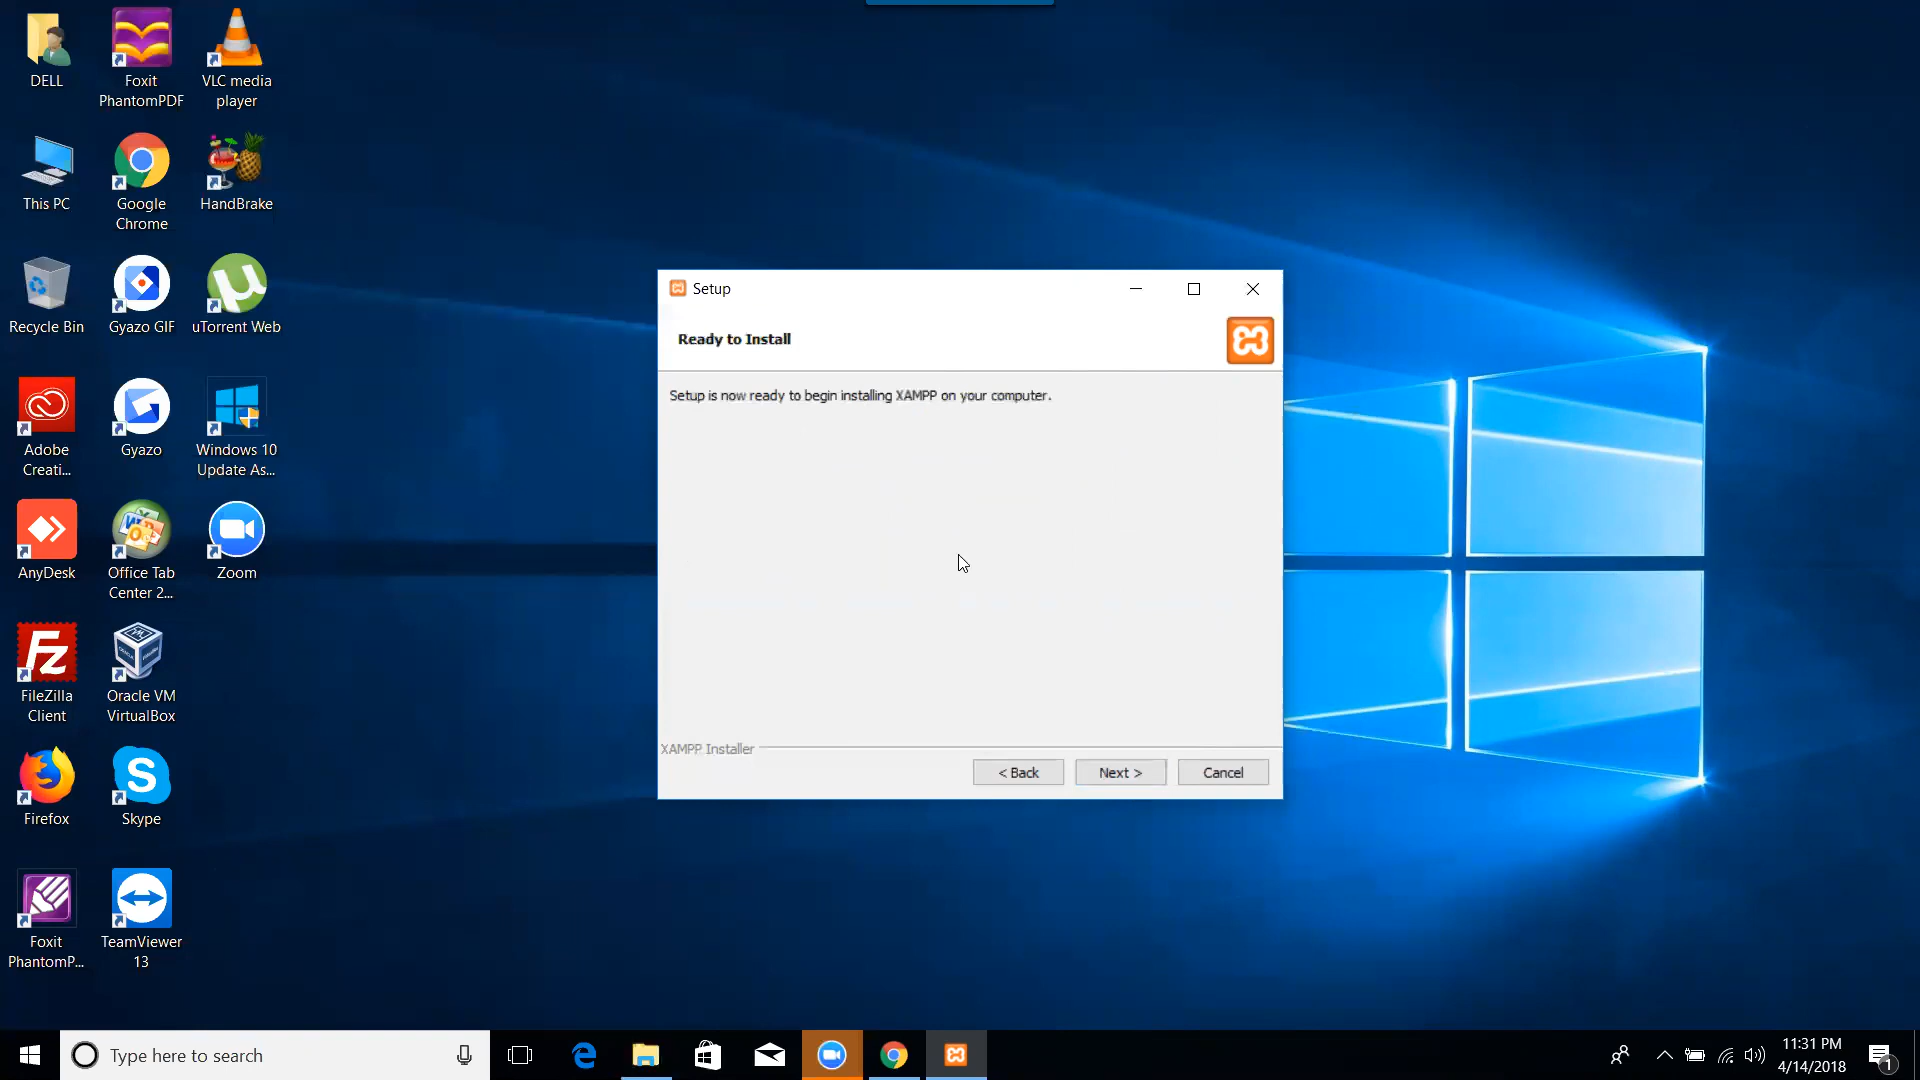 DELL
Foxit
PhantomPDF
VLC media
player
This PC
Google
Chrome
HandBrake
Recycle Bin
Gyazo GIF
uTorrent Web
Adobe
Creati...
Gyazo
Windows 10
Update As...
AnyDesk
Office Tab
Center 2...
Zoom
FileZilla
Client
Oracle VM
VirtualBox
Firefox
Skype
Foxit
PhantomP...
TeamViewer
13
Setup
Ready to Install
Setup is now ready to begin installing XAMPP on your computer.
XAMPP Installer
< Back
Next >
Cancel
Type here to search
11:31 PM
4/14/2018
1